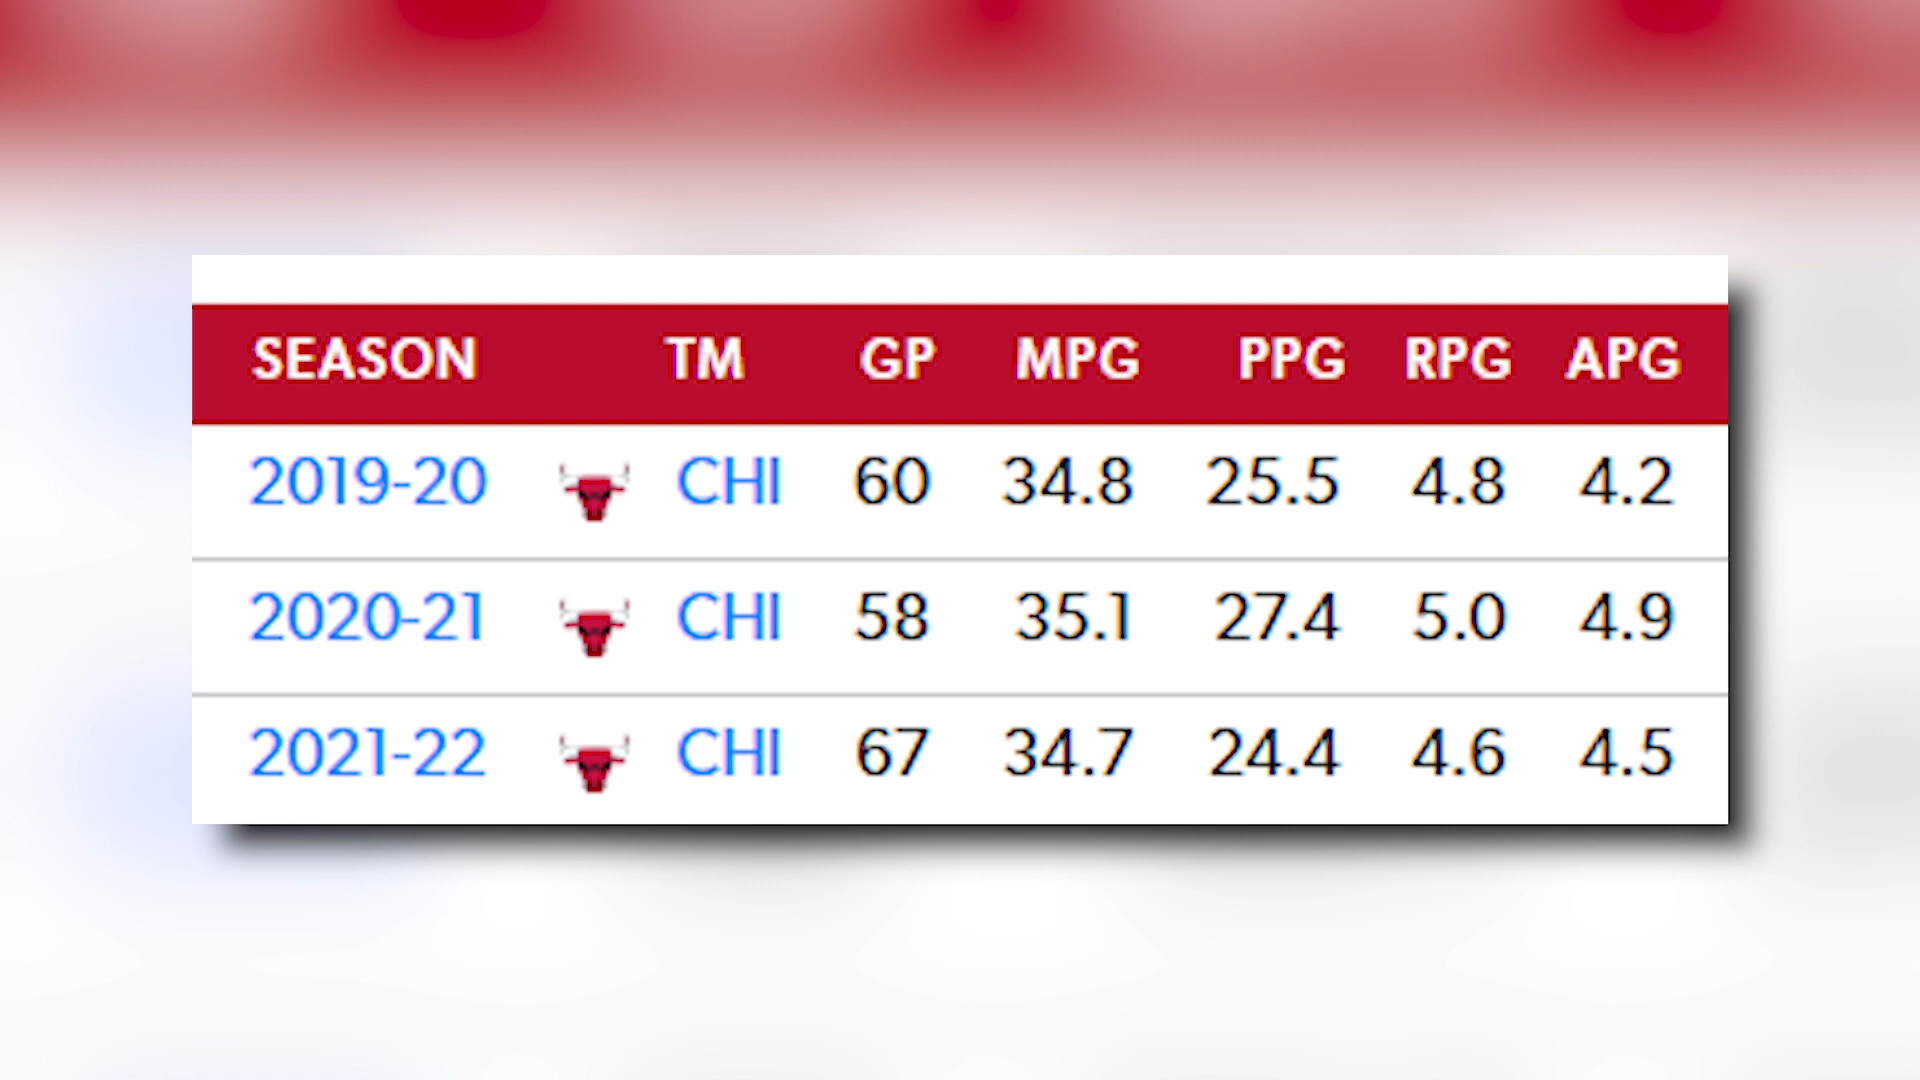 SEASON TM GP MPG PPG RPG APG
2019-20 CHI 60 34.8 25.5 4.8 4.2
2020-21 CHI 58 35.1 27.4 5.0 4.9
2021-22 CHI 67 34.7 24.4 4.6 4.5